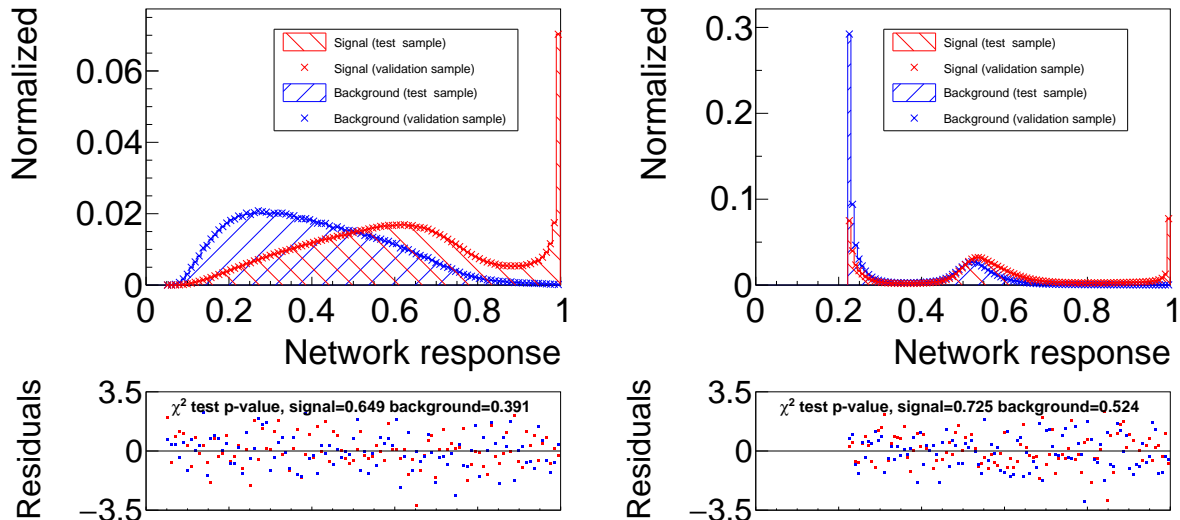 Normalized
0.06
0.04
0.02
0
Signal (test sample)
Signal (validation sample)
Background (test sample)
Background (validation sample)
0 0.2 0.4 0.6 0.8 1
Network response
Residuals
3.5
0
−3.5
χ² test p-value, signal=0.649 background=0.391
Normalized
0.3
0.2
0.1
0
Signal (test sample)
Signal (validation sample)
Background (test sample)
Background (validation sample)
0 0.2 0.4 0.6 0.8 1
Network response
Residuals
3.5
0
−3.5
χ² test p-value, signal=0.725 background=0.524